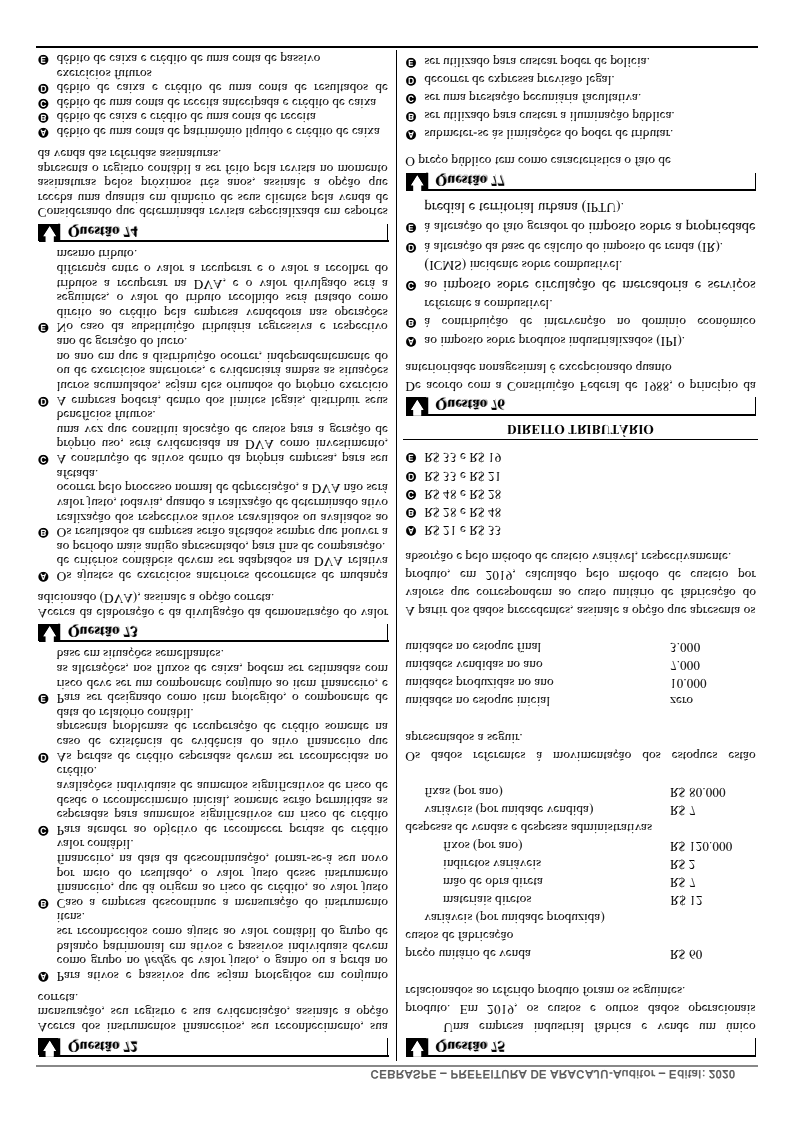 CEBRASPE – PREFEITURA DE ARACAJU-Auditor – Edital: 2020
Questão 72
Acerca dos instrumentos financeiros, seu reconhecimento, sua
mensuração, seu registro e sua evidenciação, assinale a opção
correta.
A Para ativos e passivos que sejam protegidos em conjunto
como grupo no hedge de valor justo, o ganho ou a perda no
balanço patrimonial em ativos e passivos individuais devem
ser reconhecidos como ajuste ao valor contábil do grupo de
itens.
B Caso a empresa descontinue a mensuração do instrumento
financeiro, que dá origem ao risco de crédito, ao valor justo
por meio do resultado, o valor justo desse instrumento
financeiro, na data da descontinuação, tornar-se-á seu novo
valor contábil.
C Para atender ao objetivo de reconhecer perdas de crédito
esperadas para aumentos significativos em risco de crédito
desde o reconhecimento inicial, somente serão permitidas as
avaliações individuais de aumentos significativos de risco de
crédito.
D As perdas de crédito esperadas devem ser reconhecidas no
caso de existência de evidência do ativo financeiro que
apresenta problemas de recuperação de crédito somente na
data do relatório contábil.
E Para ser designado como item protegido, o componente de
risco deve ser um componente conjunto ao item financeiro, e
as alterações, nos fluxos de caixa, podem ser estimadas com
base em situações semelhantes.
Questão 73
Acerca da elaboração e da divulgação da demonstração do valor
adicionado (DVA), assinale a opção correta.
A Os ajustes de exercícios anteriores decorrentes de mudança
de critérios contábeis devem ser adaptados na DVA relativa
ao período mais antigo apresentado, para fins de comparação.
B Os resultados da empresa serão afetados sempre que houver a
realização dos respectivos ativos reavaliados ou avaliados ao
valor justo, todavia, quando a realização de determinado ativo
ocorrer pelo processo normal de depreciação, a DVA não será
afetada.
C A construção de ativos dentro da própria empresa, para seu
próprio uso, será evidenciada na DVA como investimento,
uma vez que constitui alocação de custos para a geração de
benefícios futuros.
D A empresa poderá, dentro dos limites legais, distribuir seus
lucros acumulados, sejam eles oriundos do próprio exercício
ou de exercícios anteriores, e evidenciará ambas as situações
no ano em que a distribuição ocorrer, independentemente do
ano de geração do lucro.
E No caso da substituição tributária regressiva e respectivo
direito ao crédito pela empresa vendedora nas operações
seguintes, o valor do tributo recolhido será tratado como
tributos a recuperar na DVA, e o valor divulgado será a
diferença entre o valor a recuperar e o valor a recolher do
mesmo tributo.
Questão 74
Considerando que determinada revista especializada em esportes
receba uma quantia em dinheiro de seus clientes pela venda de
assinaturas pelos próximos três anos, assinale a opção que
apresenta o registro contábil a ser feito pela revista no momento
da venda das referidas assinaturas.
A débito de uma conta de patrimônio líquido e crédito de caixa
B débito de caixa e crédito de uma conta de receita
C débito de uma conta de receita antecipada e crédito de caixa
D débito de caixa e crédito de uma conta de resultados de
exercícios futuros
E débito de caixa e crédito de uma conta de passivo
Questão 75
Uma empresa industrial fabrica e vende um único
produto. Em 2019, os custos e outros dados operacionais
relacionados ao referido produto foram os seguintes.
preço unitário de venda R$ 60
custos de fabricação
variáveis (por unidade produzida)
materiais diretos R$ 12
mão de obra direta R$ 7
indiretos variáveis R$ 2
fixos (por ano) R$ 120.000
despesas de vendas e despesas administrativas
variáveis (por unidade vendida) R$ 7
fixas (por ano) R$ 80.000
Os dados referentes à movimentação dos estoques estão
apresentados a seguir.
unidades no estoque inicial zero
unidades produzidas no ano 10.000
unidades vendidas no ano 7.000
unidades no estoque final 3.000
A partir dos dados precedentes, assinale a opção que apresenta os
valores que correspondem ao custo unitário de fabricação do
produto, em 2019, calculado pelo método de custeio por
absorção e pelo método de custeio variável, respectivamente.
A R$ 21 e R$ 33
B R$ 28 e R$ 48
C R$ 48 e R$ 28
D R$ 33 e R$ 21
E R$ 33 e R$ 19
DIREITO TRIBUTÁRIO
Questão 76
De acordo com a Constituição Federal de 1988, o princípio da
anterioridade nonagesimal é excepcionado quanto
A ao imposto sobre produtos industrializados (IPI).
B à contribuição de intervenção no domínio econômico
referente a combustível.
C ao imposto sobre circulação de mercadoria e serviços
(ICMS) incidente sobre combustível.
D à alteração da base de cálculo do imposto de renda (IR).
E à alteração do fato gerador do imposto sobre a propriedade
predial e territorial urbana (IPTU).
Questão 77
O preço público tem como característica o fato de
A submeter-se às limitações do poder de tributar.
B ser utilizado para custear a iluminação pública.
C ser uma prestação pecuniária facultativa.
D decorrer de expressa previsão legal.
E ser utilizado para custear poder de polícia.